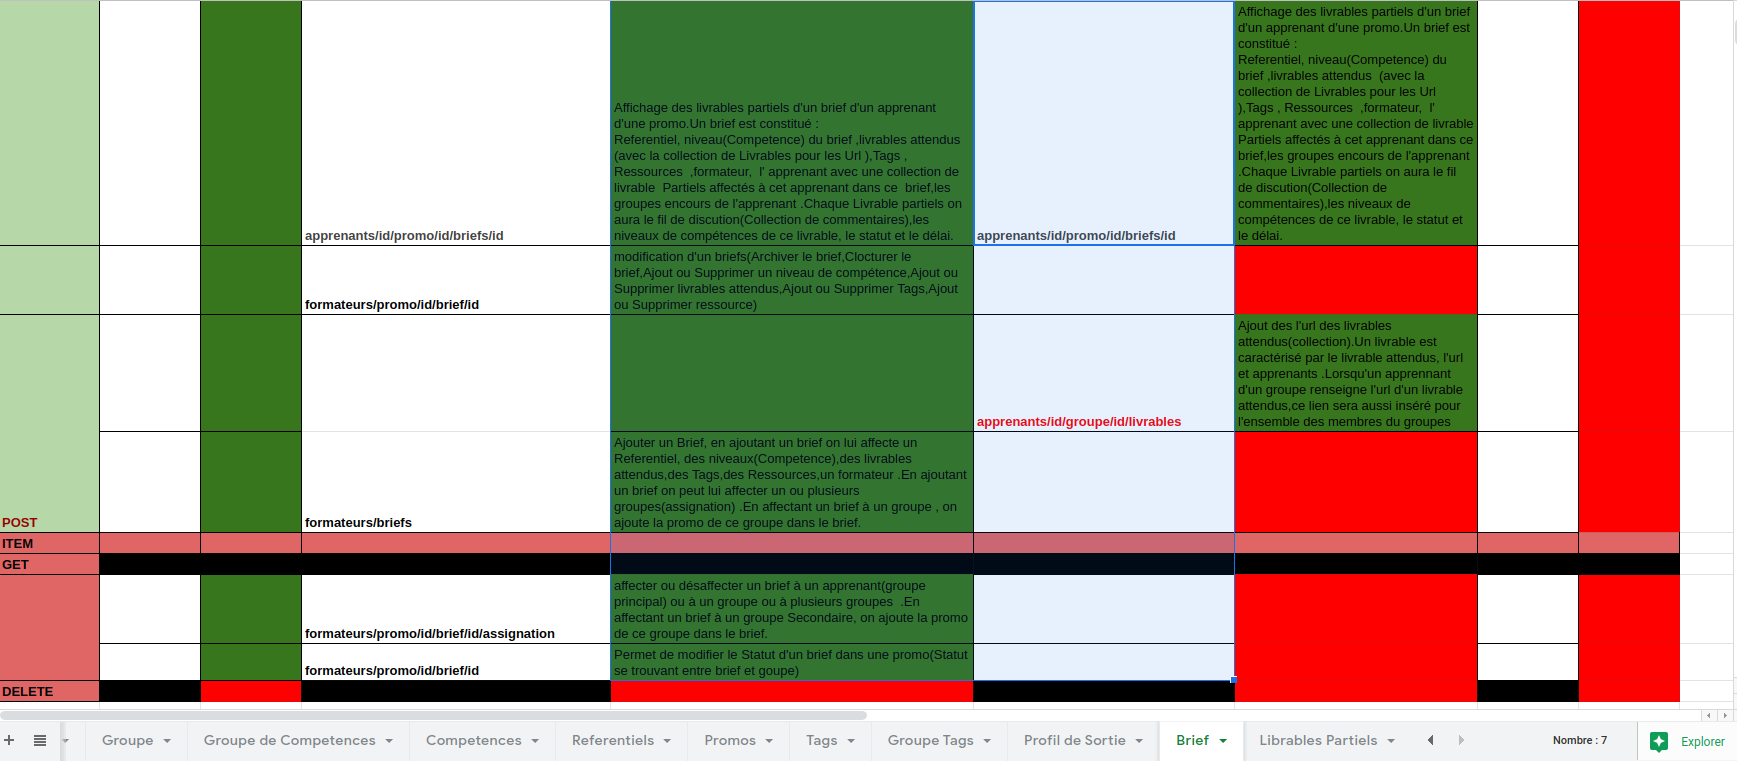 apprenants/id/promo/id/briefs/id
Affichage des livrables partiels d'un brief d'un apprenant
d'une promo.Un brief est constitué :
Referentiel, niveau(Competence) du brief ,livrables attendus
(avec la collection de Livrables pour les Url ),Tags ,
Ressources ,formateur, l' apprenant avec une collection de
livrable Partiels affectés à cet apprenant dans ce brief,les
groupes encours de l'apprenant .Chaque Livrable partiels on
aura le fil de discution(Collection de commentaires),les
niveaux de compétences de ce livrable, le statut et le délai.
apprenants/id/promo/id/briefs/id
Affichage des livrables partiels d'un brief
d'un apprenant d'une promo.Un brief est
constitué :
Referentiel, niveau(Competence) du
brief ,livrables attendus (avec la
collection de Livrables pour les Url
),Tags , Ressources ,formateur, l'
apprenant avec une collection de livrable
Partiels affectés à cet apprenant dans ce
brief,les groupes encours de l'apprenant
.Chaque Livrable partiels on aura le fil
de discution(Collection de
commentaires),les niveaux de
compétences de ce livrable, le statut et
le délai.
formateurs/promo/id/brief/id
modification d'un briefs(Archiver le brief,Clocturer le
brief,Ajout ou Supprimer un niveau de compétence,Ajout ou
Supprimer livrables attendus,Ajout ou Supprimer Tags,Ajout
ou Supprimer ressource)
apprenants/id/groupe/id/livrables
Ajout des l'url des livrables
attendus(collection).Un livrable est
caractérisé par le livrable attendus, l'url
et apprenants .Lorsqu'un apprennant
d'un groupe renseigne l'url d'un livrable
attendus,ce lien sera aussi inséré pour
l'ensemble des membres du groupes
POST
formateurs/briefs
Ajouter un Brief, en ajoutant un brief on lui affecte un
Referentiel, des niveaux(Competence),des livrables
attendus,des Tags,des Ressources,un formateur .En ajoutant
un brief on peut lui affecter un ou plusieurs
groupes(assignation) .En affectant un brief à un groupe , on
ajoute la promo de ce groupe dans le brief.
ITEM
GET
formateurs/promo/id/brief/id/assignation
affecter ou désaffecter un brief à un apprenant(groupe
principal) ou à un groupe ou à plusieurs groupes .En
affectant un brief à un groupe Secondaire, on ajoute la promo
de ce groupe dans le brief.
formateurs/promo/id/brief/id
Permet de modifier le Statut d'un brief dans une promo(Statut
se trouvant entre brief et goupe)
DELETE
Groupe Groupe de Competences Competences Referentiels Promos Tags Groupe Tags Profil de Sortie Brief Librables Partiels Nombre : 7 Explorer